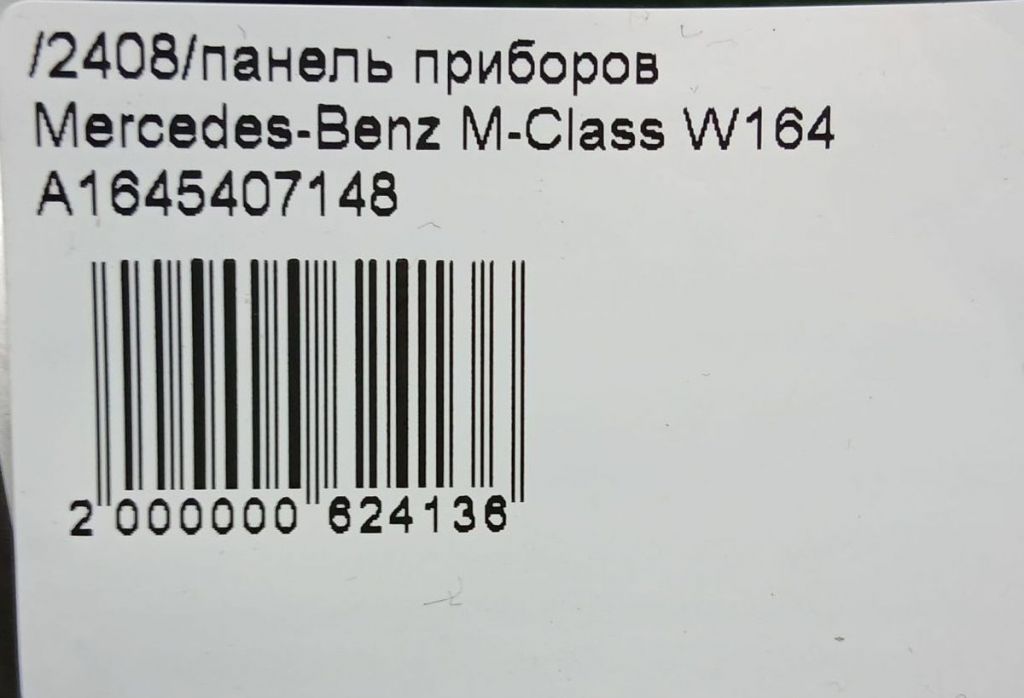 /2408/панель приборов
Mercedes-Benz M-Class W164
A1645407148
2 000000 624136